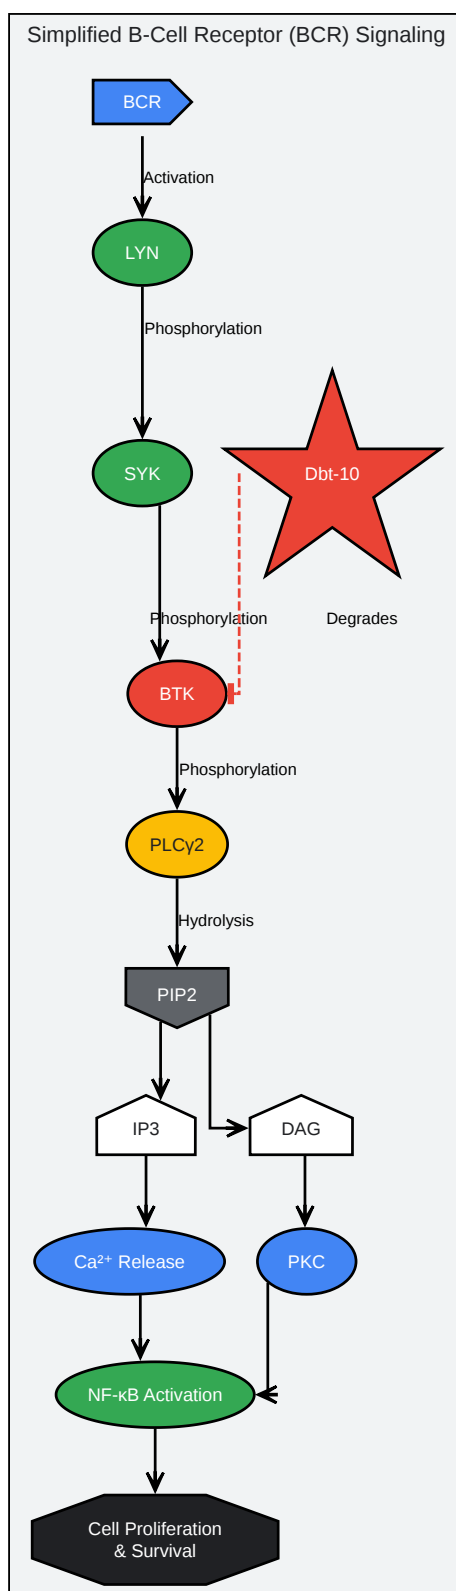 Simplified B-Cell Receptor (BCR) Signaling
BCR
Activation
LYN
Phosphorylation
SYK
Dbt-10
Phosphorylation
Degrades
BTK
Phosphorylation
PLCγ2
Hydrolysis
PIP2
IP3
DAG
Ca²⁺ Release
PKC
NF-κB Activation
Cell Proliferation
& Survival